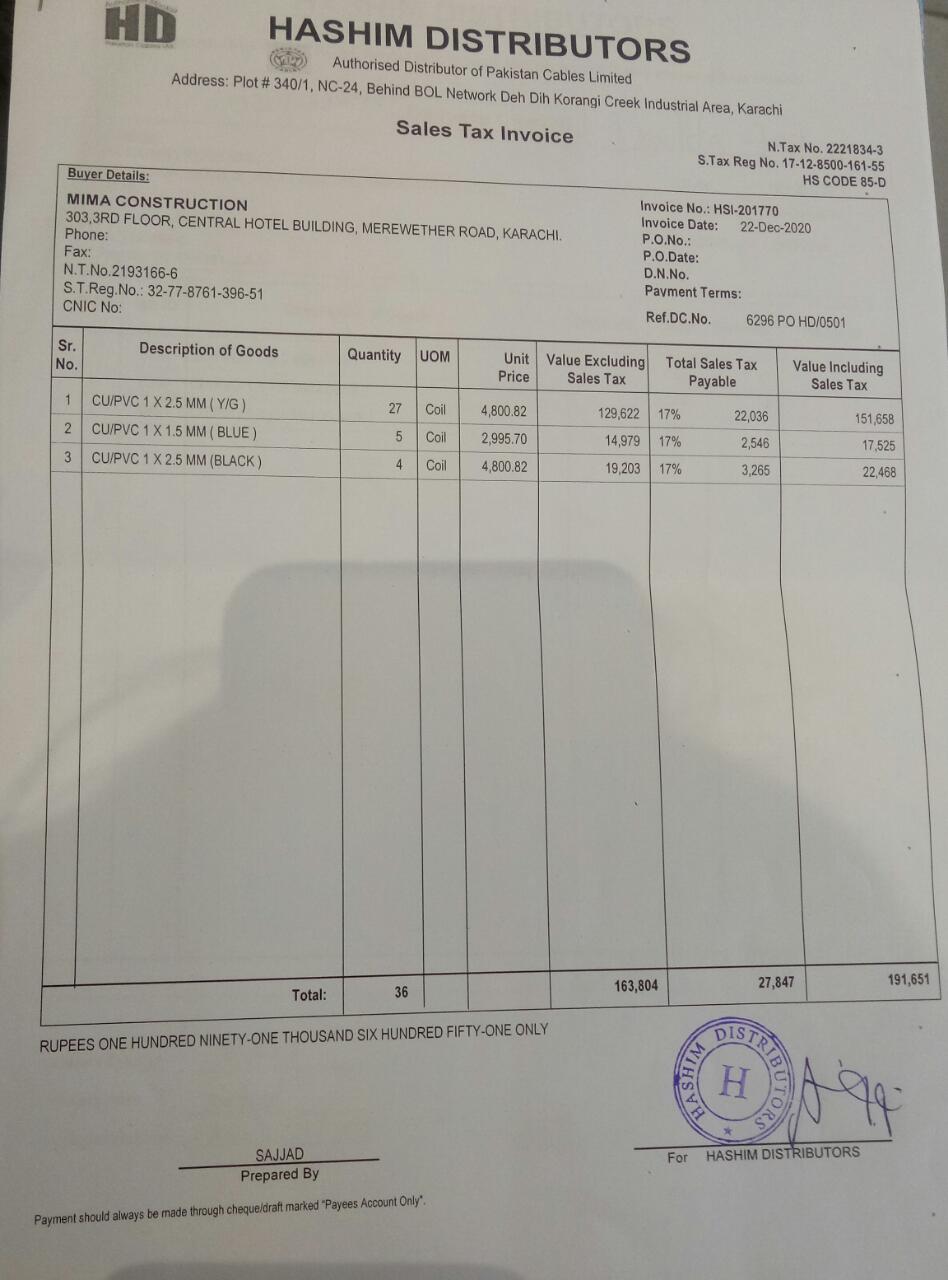 HD
HASHIM DISTRIBUTORS
Authorised Distributor of Pakistan Cables Limited
Address: Plot # 340/1, NC-24, Behind BOL Network Deh Dih Korangi Creek Industrial Area, Karachi
Sales Tax Invoice
N.Tax No. 2221834-3
S.Tax Reg No. 17-12-8500-161-55
HS CODE 85-D
Buyer Details:
MIMA CONSTRUCTION
303,3RD FLOOR, CENTRAL HOTEL BUILDING, MEREWETHER ROAD, KARACHI.
Phone:
Fax:
N.T.No.2193166-6
S.T.Reg.No.: 32-77-8761-396-51
CNIC No:
Invoice No.: HSI-201770
Invoice Date: 22-Dec-2020
P.O.No.:
P.O.Date:
D.N.No.
Payment Terms:
Ref.DC.No. 6296 PO HD/0501
Sr. No. Description of Goods Quantity UOM Unit Price Value Excluding Sales Tax Total Sales Tax Payable Value Including Sales Tax
1 CU/PVC 1 X 2.5 MM ( Y/G ) 27 Coil 4,800.82 129,622 17% 22,036 151,658
2 CU/PVC 1 X 1.5 MM ( BLUE ) 5 Coil 2,995.70 14,979 17% 2,546 17,525
3 CU/PVC 1 X 2.5 MM (BLACK ) 4 Coil 4,800.82 19,203 17% 3,265 22,468
Total: 36 163,804 27,847 191,651
RUPEES ONE HUNDRED NINETY-ONE THOUSAND SIX HUNDRED FIFTY-ONE ONLY
HASHIM DISTRIBUTORS
H
SAJJAD
Prepared By
For HASHIM DISTRIBUTORS
Payment should always be made through cheque/draft marked "Payees Account Only".